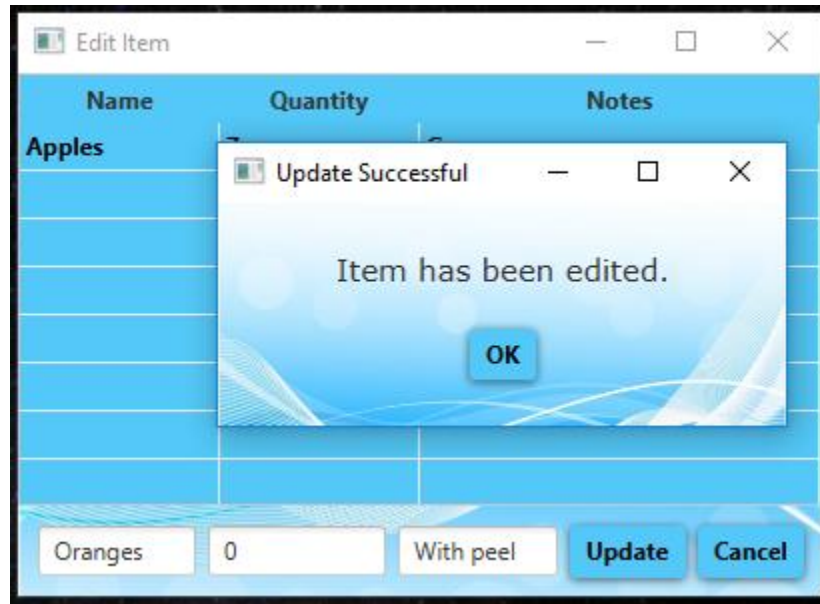 Edit Item
Name Quantity Notes
Apples
Update Successful
Item has been edited.
OK
Oranges 0 With peel Update Cancel